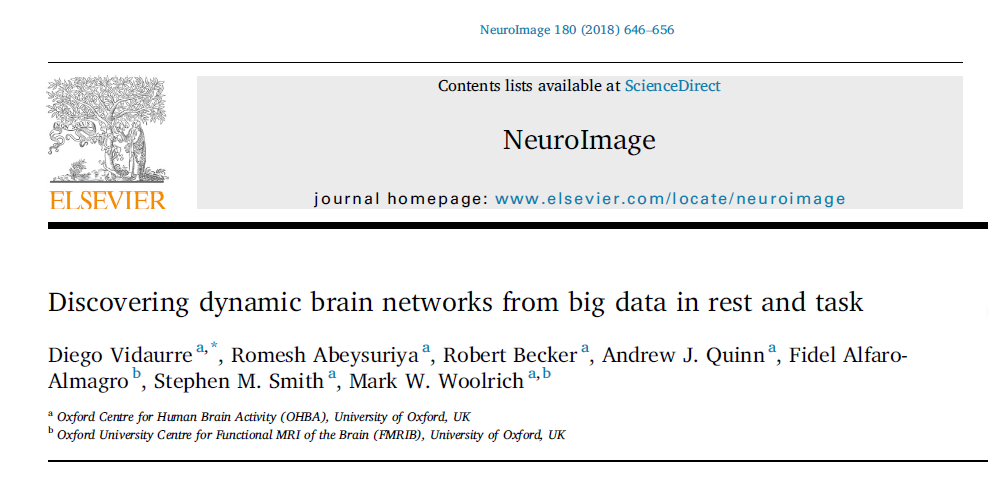 NeuroImage 180 (2018) 646–656
Contents lists available at ScienceDirect
NeuroImage
ELSEVIER
journal homepage: www.elsevier.com/locate/neuroimage
Discovering dynamic brain networks from big data in rest and task
Diego Vidaurre a,*, Romesh Abeysuriya a, Robert Becker a, Andrew J. Quinn a, Fidel Alfaro-
Almagro b, Stephen M. Smith a, Mark W. Woolrich a,b
a Oxford Centre for Human Brain Activity (OHBA), University of Oxford, UK
b Oxford University Centre for Functional MRI of the Brain (FMRIB), University of Oxford, UK